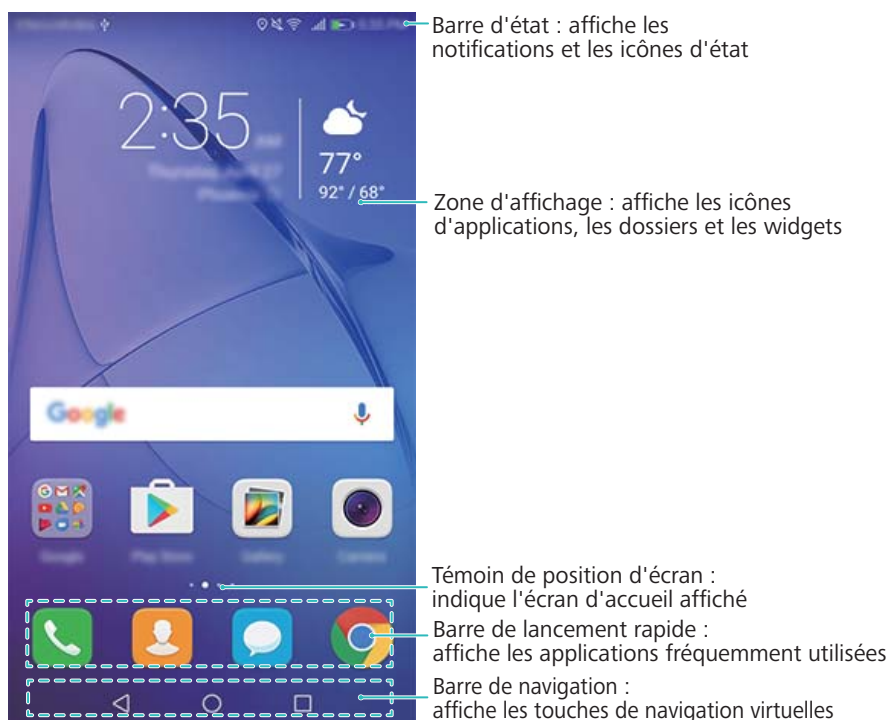 Barre d'état : affiche les
notifications et les icônes d'état
2:35
77°
92° / 68°
Zone d'affichage : affiche les icônes
d'applications, les dossiers et les widgets
Google
Témoin de position d'écran :
indique l'écran d'accueil affiché
Barre de lancement rapide :
affiche les applications fréquemment utilisées
Barre de navigation :
affiche les touches de navigation virtuelles